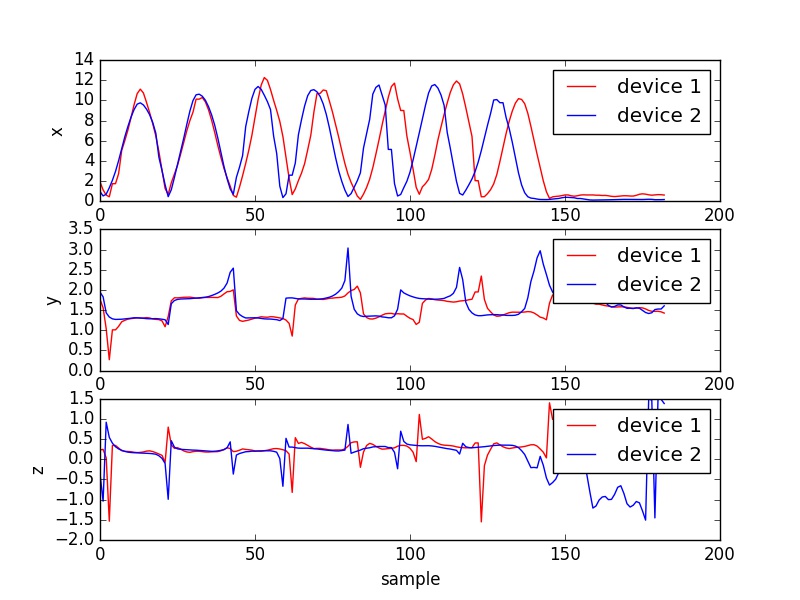 14
12
10
8
6
4
2
0
x
device 1
device 2
0 50 100 150 200
3.5
3.0
2.5
2.0
1.5
1.0
0.5
0.0
y
device 1
device 2
0 50 100 150 200
1.5
1.0
0.5
0.0
−0.5
−1.0
−1.5
−2.0
z
device 1
device 2
0 50 100 150 200
sample